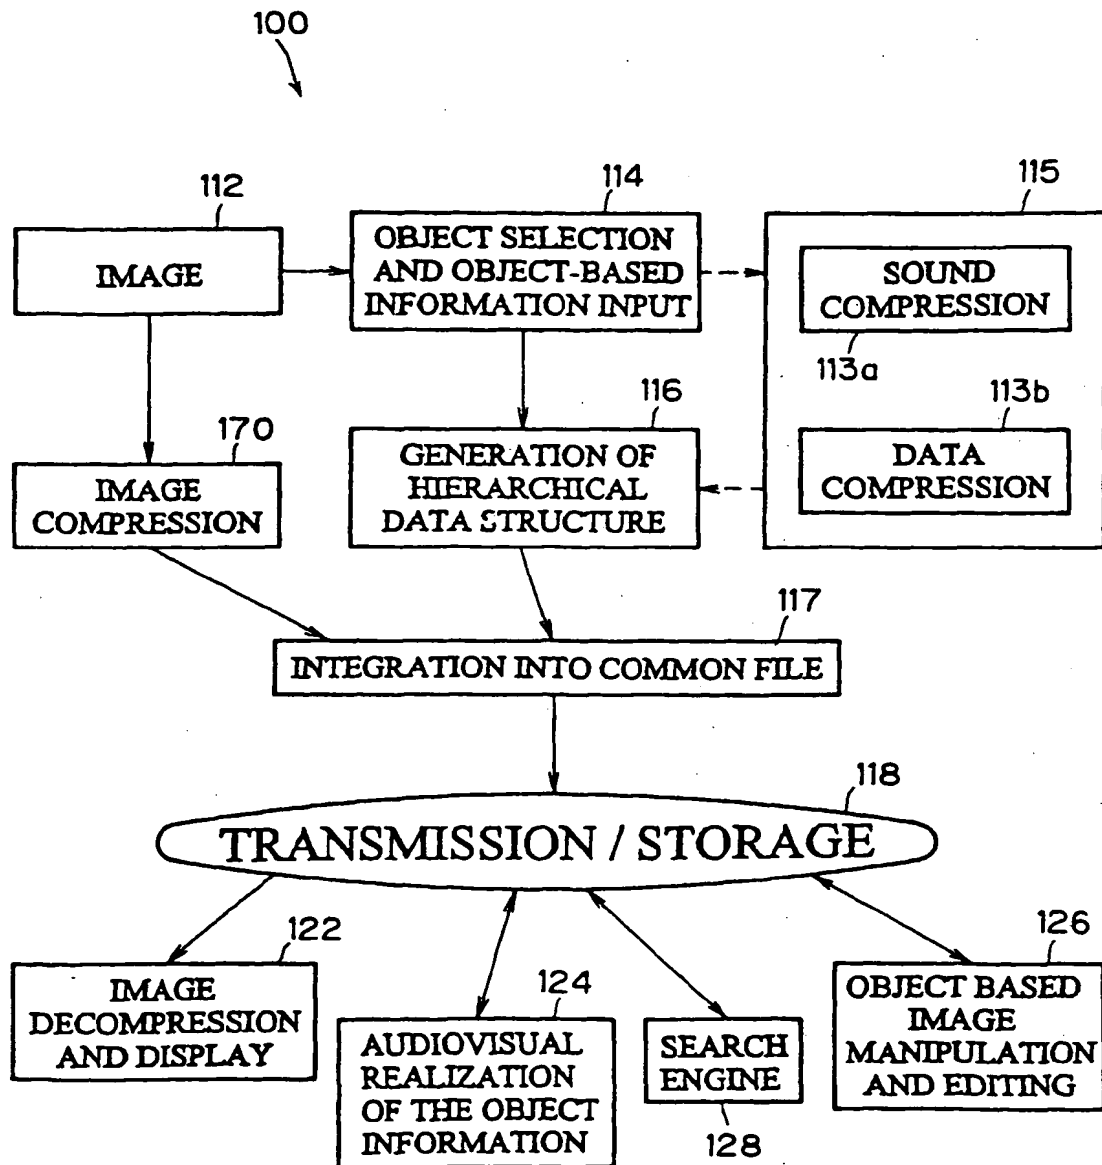 100
112
114
115
IMAGE
OBJECT SELECTION
AND OBJECT-BASED
INFORMATION INPUT
SOUND
COMPRESSION
113a
116
113b
170
GENERATION OF
HIERARCHICAL
DATA STRUCTURE
DATA
COMPRESSION
IMAGE
COMPRESSION
117
INTEGRATION INTO COMMON FILE
118
TRANSMISSION / STORAGE
122
126
IMAGE
DECOMPRESSION
AND DISPLAY
124
AUDIOVISUAL
REALIZATION
OF THE OBJECT
INFORMATION
SEARCH
ENGINE
128
OBJECT BASED
IMAGE
MANIPULATION
AND EDITING